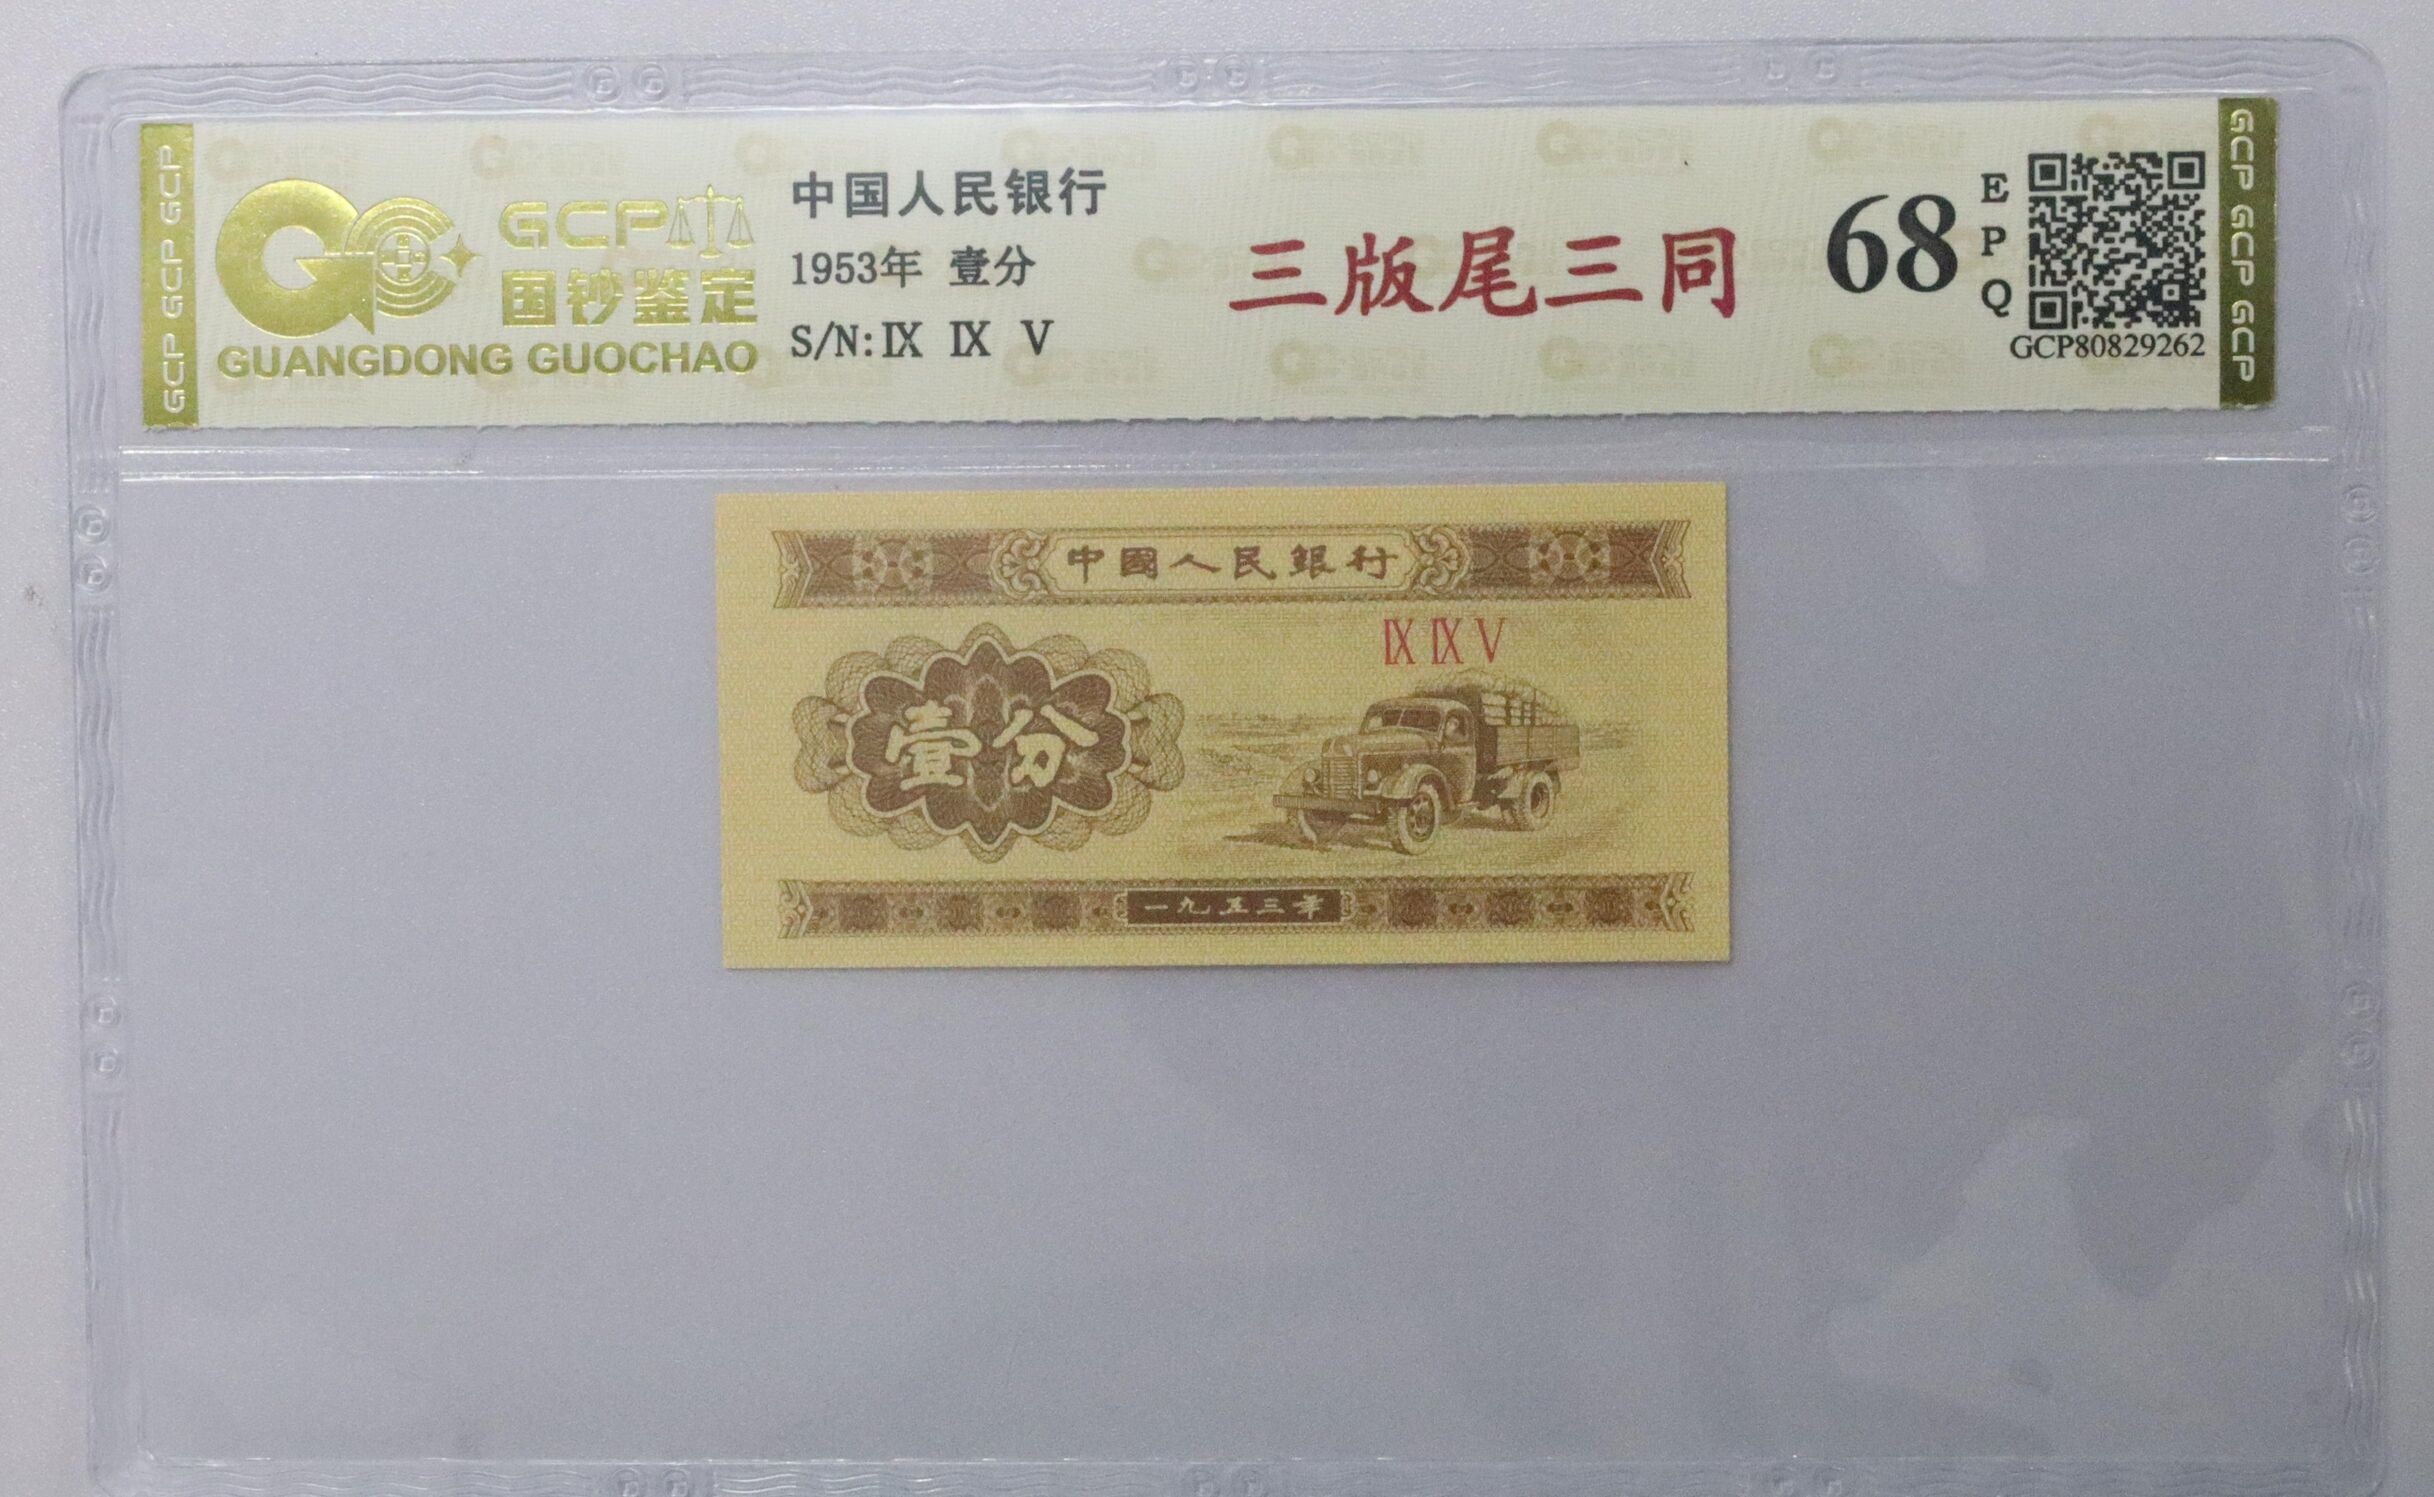 GCP GCP GCP
GCP
国钞鉴定
GUANGDONG GUOCHAO
中国人民银行
1953年 壹分
S/N:Ⅸ Ⅸ Ⅴ
三版尾三同
68
E
P
Q
GCP80829262
GCP GCP GCP
中國人民銀行
Ⅸ Ⅸ Ⅴ
壹分
一九五三年